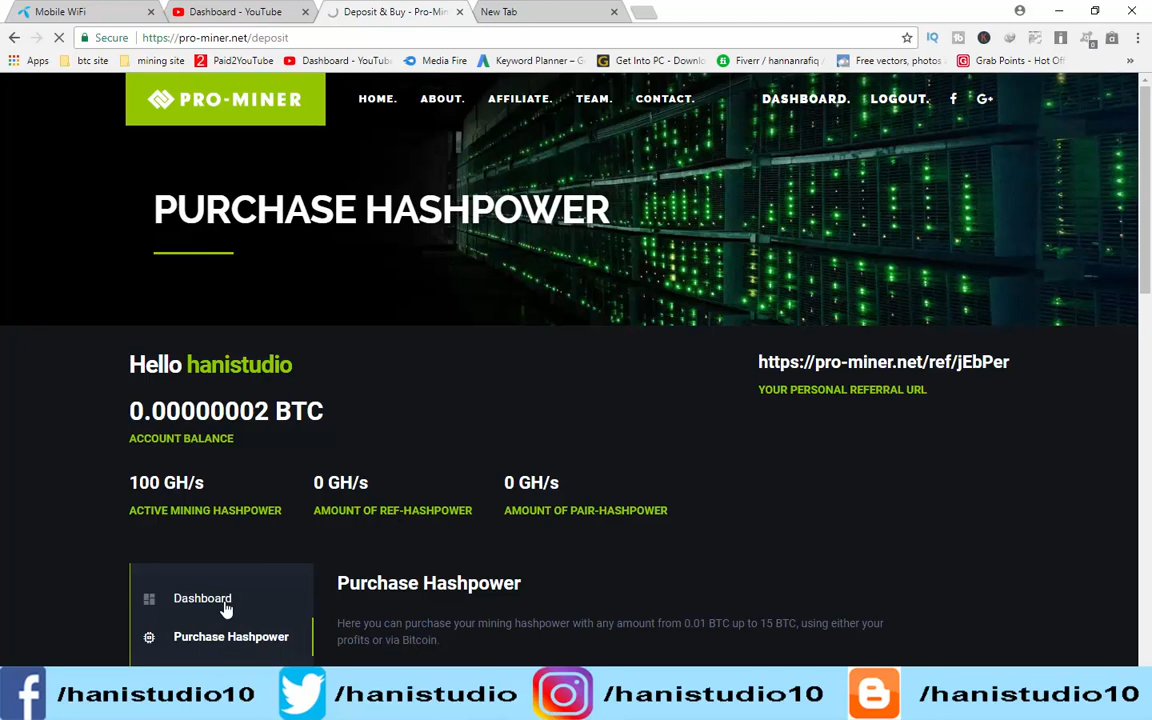 Mobile WiFi
Dashboard - YouTube
Deposit & Buy - Pro-Min
New Tab
Secure
https://pro-miner.net/deposit
Apps
btc site
mining site
Paid2YouTube
Dashboard - YouTub
Media Fire
Keyword Planner – G
Get Into PC - Downlo
Fiverr / hannanrafiq
Free vectors, photos
Grab Points - Hot Off
PRO-MINER
HOME.
ABOUT.
AFFILIATE.
TEAM.
CONTACT.
DASHBOARD.
LOGOUT.
PURCHASE HASHPOWER
Hello hanistudio
https://pro-miner.net/ref/jEbPer
YOUR PERSONAL REFERRAL URL
0.00000002 BTC
ACCOUNT BALANCE
100 GH/s
0 GH/s
0 GH/s
ACTIVE MINING HASHPOWER
AMOUNT OF REF-HASHPOWER
AMOUNT OF PAIR-HASHPOWER
Dashboard
Purchase Hashpower
Purchase Hashpower
Here you can purchase your mining hashpower with any amount from 0.01 BTC up to 15 BTC, using either your
profits or via Bitcoin.
/hanistudio10
/hanistudio
/hanistudio10
/hanistudio10